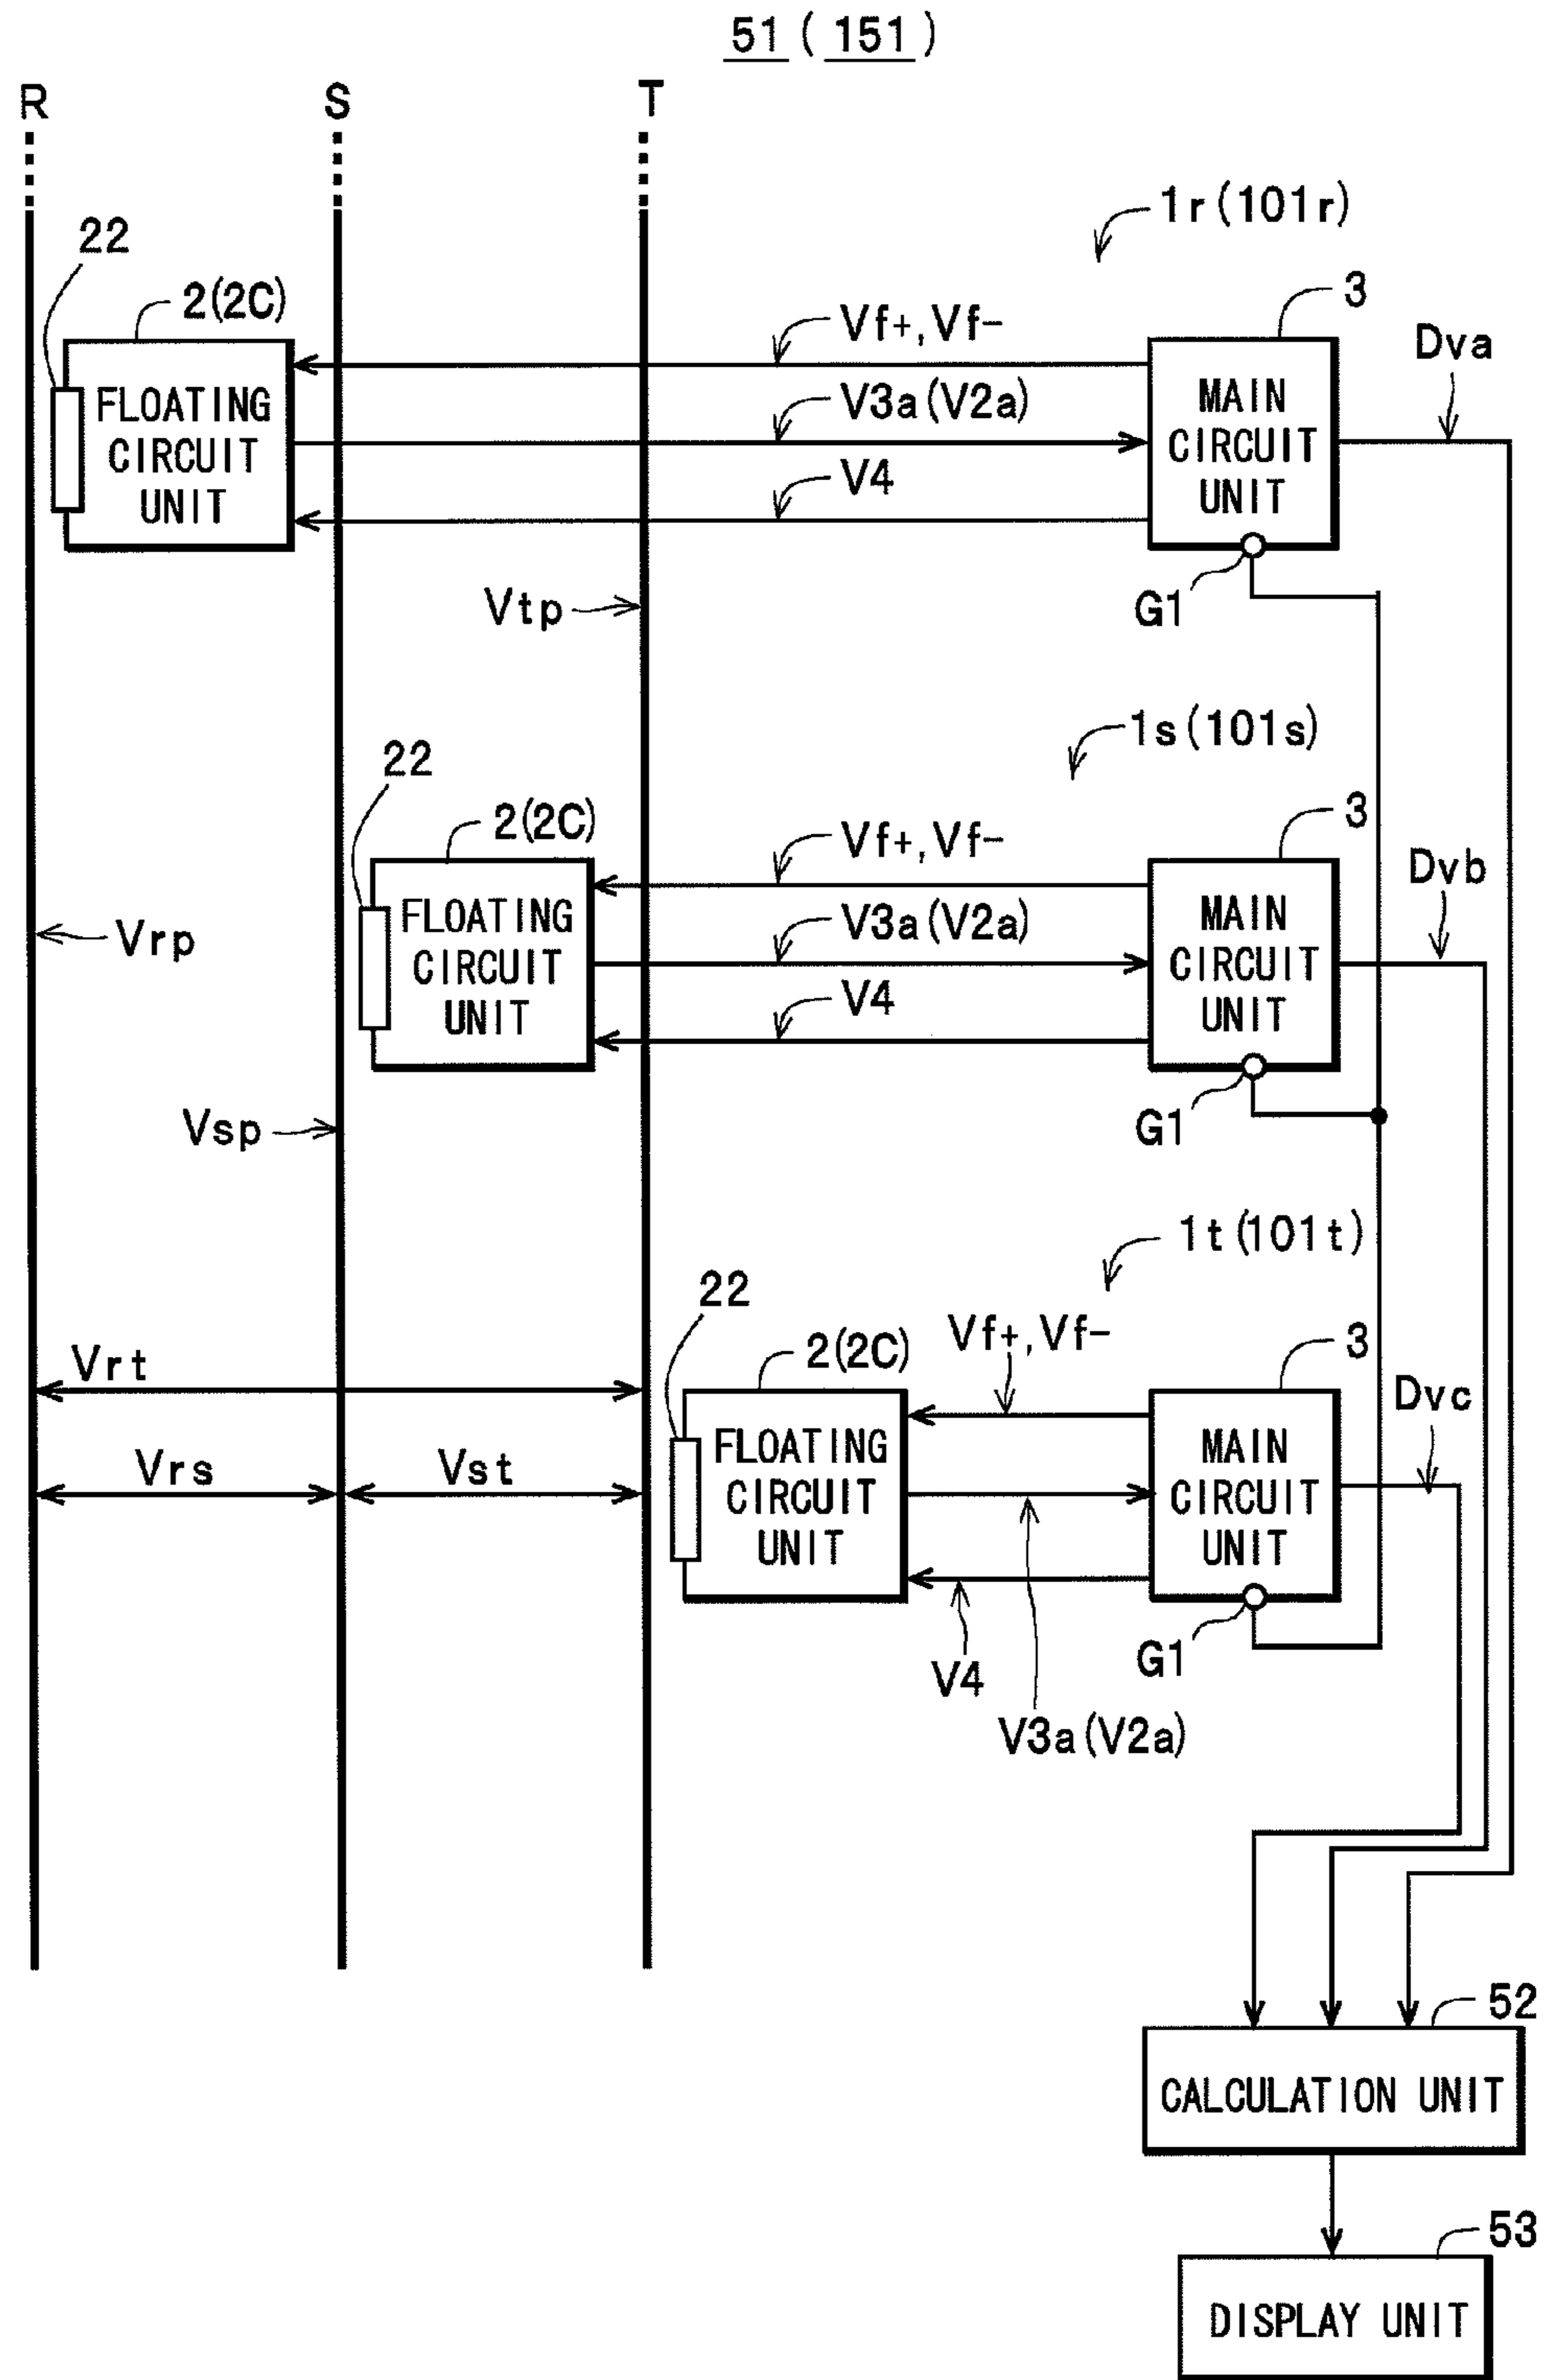 51(151)
R
S
T
1r(101r)
22
2(2C)
3
Vf+,Vf-
Dva
FLOATING
CIRCUIT
UNIT
V3a(V2a)
MAIN
CIRCUIT
UNIT
V4
Vtp
G1
1s(101s)
22
2(2C)
3
Vf+,Vf-
Dvb
FLOATING
CIRCUIT
UNIT
V3a(V2a)
MAIN
CIRCUIT
UNIT
Vrp
V4
Vsp
G1
1t(101t)
22
2(2C)
Vf+,Vf-
3
Vrt
Dvc
FLOATING
CIRCUIT
UNIT
MAIN
CIRCUIT
UNIT
Vrs
Vst
V4
G1
V3a(V2a)
52
CALCULATION UNIT
53
DISPLAY UNIT